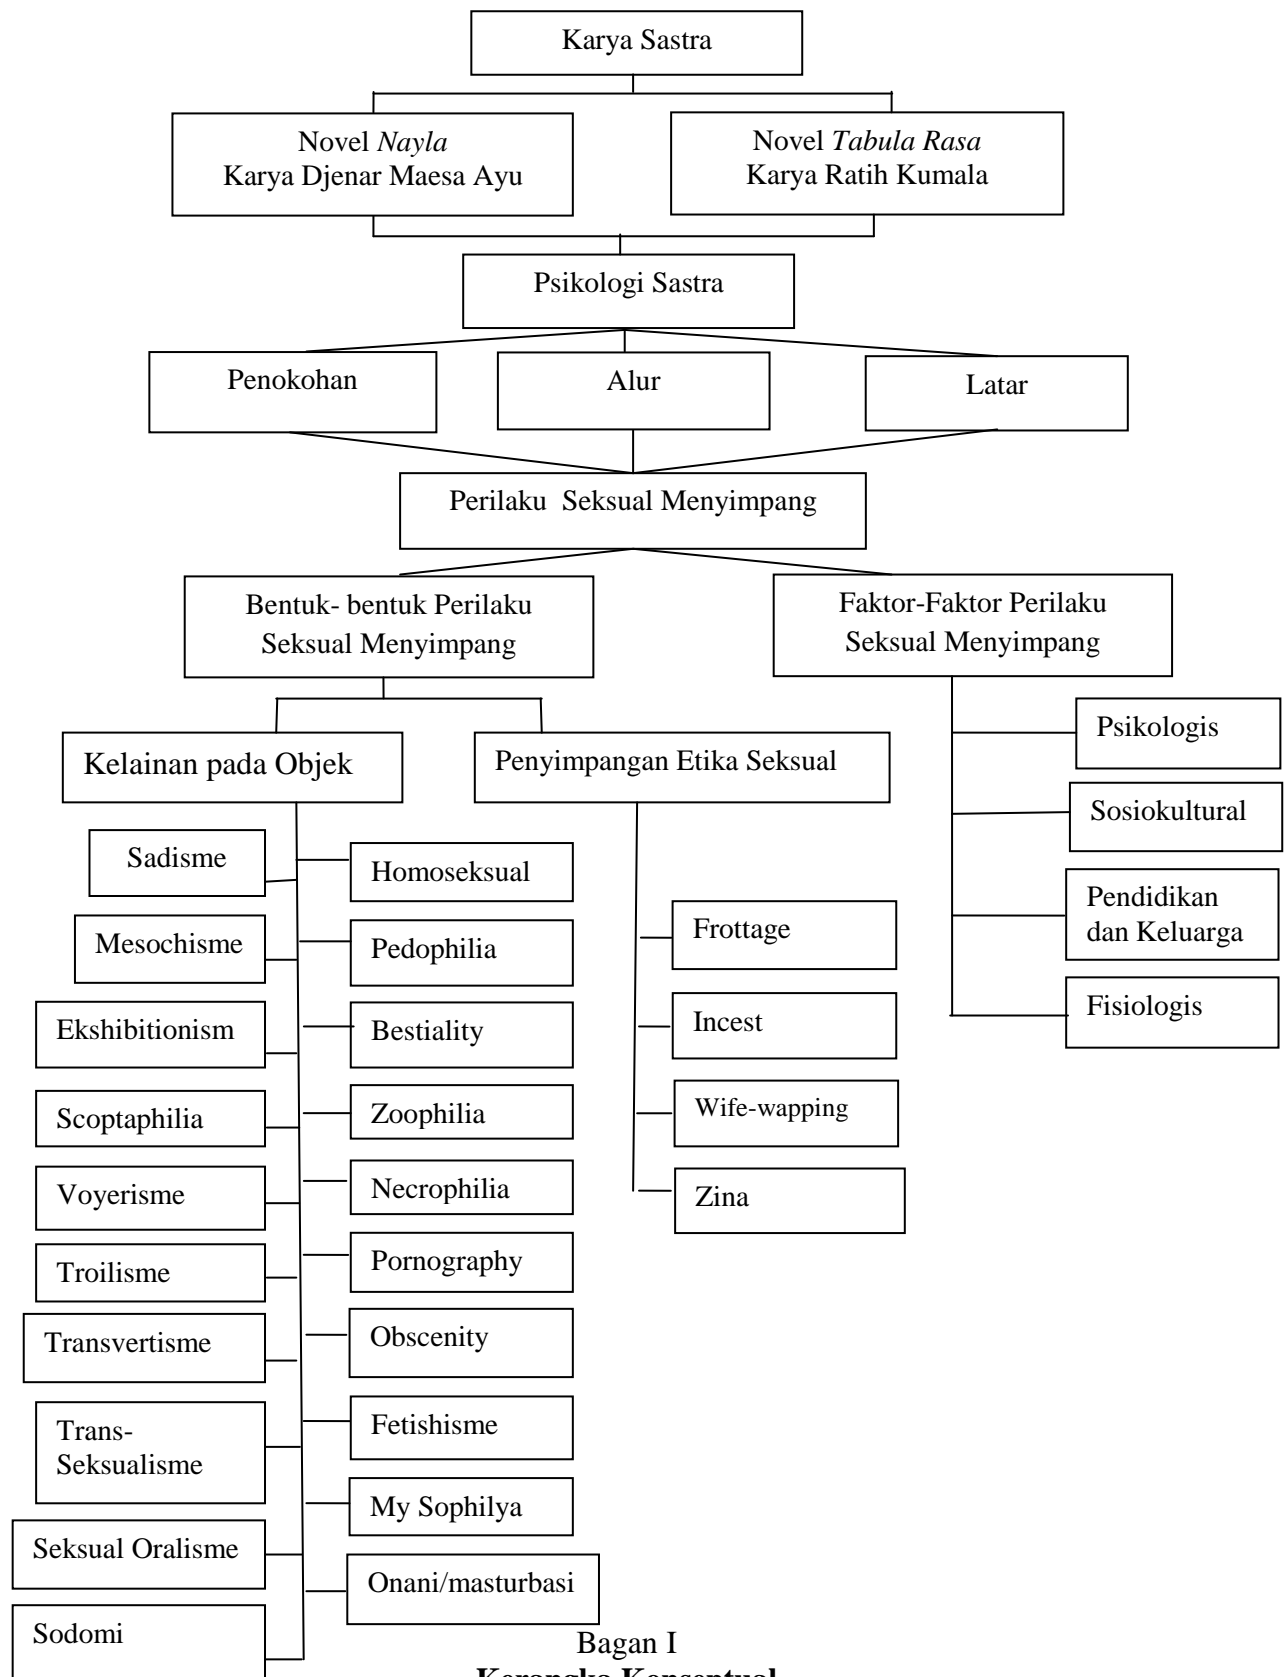 Karya Sastra
Novel Nayla
Karya Djenar Maesa Ayu
Novel Tabula Rasa
Karya Ratih Kumala
Psikologi Sastra
Penokohan
Alur
Latar
Perilaku  Seksual Menyimpang
Bentuk- bentuk Perilaku
Seksual Menyimpang
Faktor-Faktor Perilaku
Seksual Menyimpang
Kelainan pada Objek
Penyimpangan Etika Seksual
Psikologis
Sosiokultural
Pendidikan
dan Keluarga
Fisiologis
Sadisme
Mesochisme
Ekshibitionism
Scoptaphilia
Voyerisme
Troilisme
Transvertisme
Trans-
Seksualisme
Seksual Oralisme
Sodomi
Homoseksual
Pedophilia
Bestiality
Zoophilia
Necrophilia
Pornography
Obscenity
Fetishisme
My Sophilya
Onani/masturbasi
Frottage
Incest
Wife-wapping
Zina
Bagan I
Kerangka Konseptual